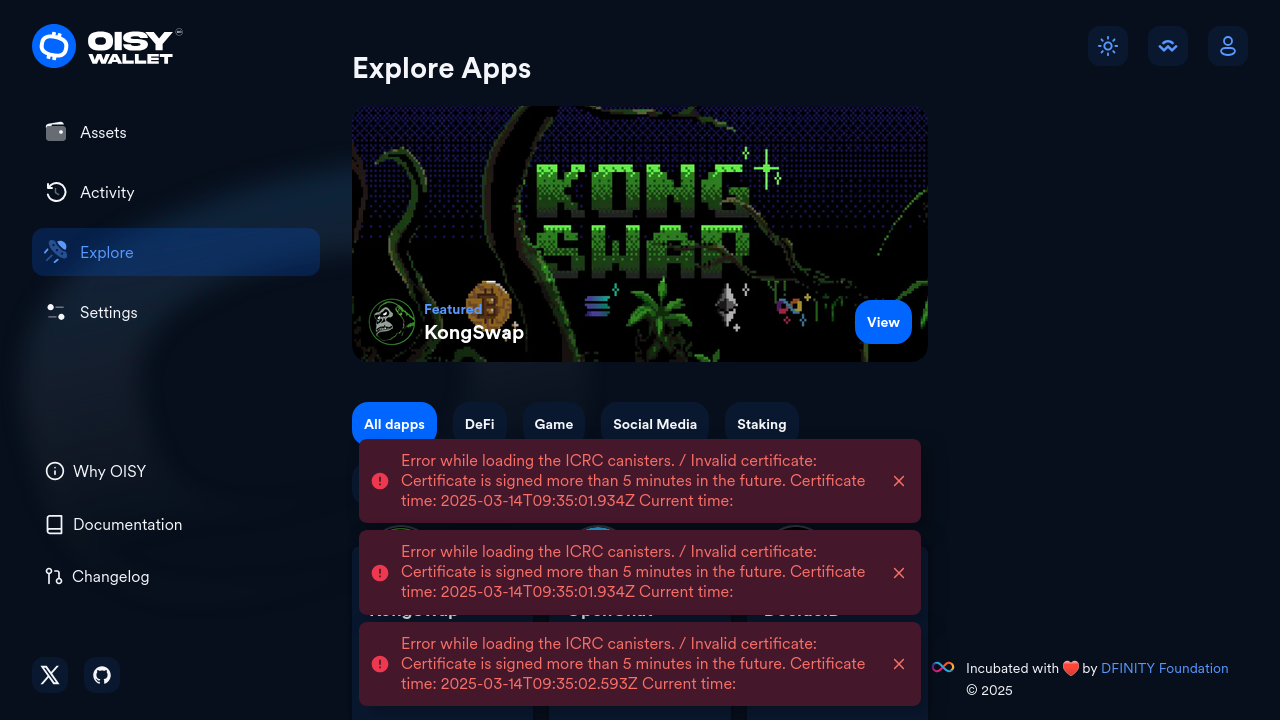 OISY
WALLET
Explore Apps
Assets
Activity
Explore
Settings
KONG
SWAP
Featured
KongSwap
View
All dapps
DeFi
Game
Social Media
Staking
Error while loading the ICRC canisters. / Invalid certificate:
Certificate is signed more than 5 minutes in the future. Certificate
time: 2025-03-14T09:35:01.934Z Current time:
Error while loading the ICRC canisters. / Invalid certificate:
Certificate is signed more than 5 minutes in the future. Certificate
time: 2025-03-14T09:35:01.934Z Current time:
Error while loading the ICRC canisters. / Invalid certificate:
Certificate is signed more than 5 minutes in the future. Certificate
time: 2025-03-14T09:35:02.593Z Current time:
Why OISY
Documentation
Changelog
Incubated with ❤️ by DFINITY Foundation
© 2025